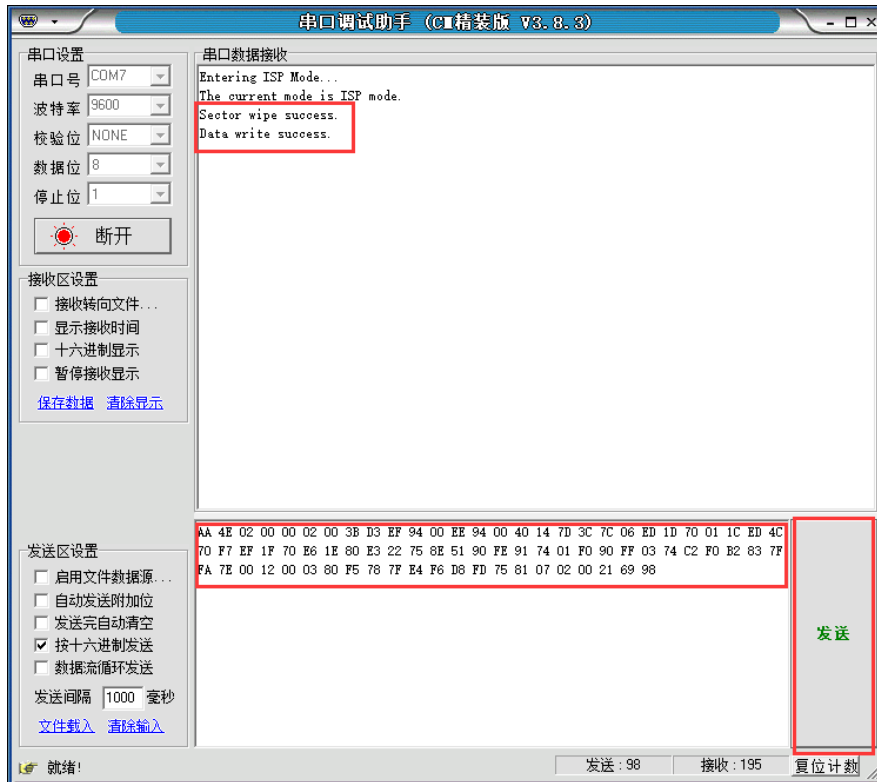 串口调试助手 (CM精装版 V3.8.3)
串口设置
串口号 COM7
波特率 9600
校验位 NONE
数据位 8
停止位 1
断开
接收区设置
接收转向文件...
显示接收时间
十六进制显示
暂停接收显示
保存数据 清除显示
串口数据接收
Entering ISP Mode...
The current mode is ISP mode.
Sector wipe success.
Data write success.
发送区设置
启用文件数据源...
自动发送附加位
发送完自动清空
按十六进制发送
数据流循环发送
发送间隔 1000 毫秒
文件载入 清除输入
AA 4E 02 00 00 02 00 3B D3 EF 94 00 EE 94 00 40 14 7D 3C 7C 06 ED 1D 70 01 1C ED 4C
70 F7 EF 1F 70 E6 1E 80 E3 22 75 8E 51 90 FE 91 74 01 F0 90 FF 03 74 C2 F0 B2 83 7F
FA 7E 00 12 00 03 80 F5 78 7F E4 F6 D8 FD 75 81 07 02 00 21 69 98
发送
就绪!
发送:98
接收:195
复位计数